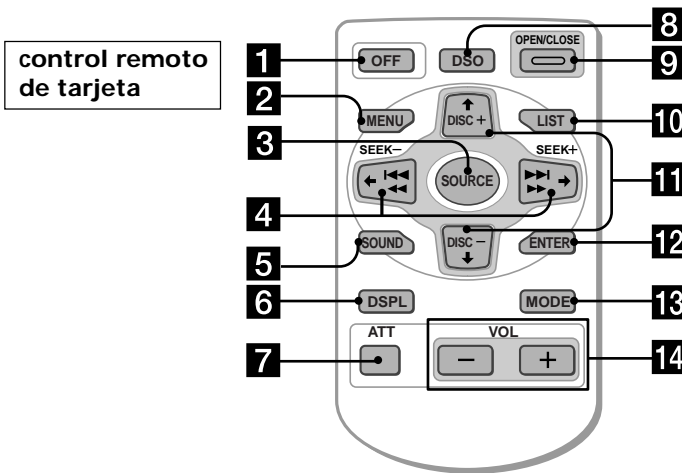 control remoto
de tarjeta
1 OFF DSO 8
OPEN/CLOSE 9
2 MENU DISC + LIST 10
3 SEEK− SOURCE SEEK+ 11
4
5 SOUND DISC − ENTER 12
6 DSPL MODE 13
ATT VOL
7 − + 14